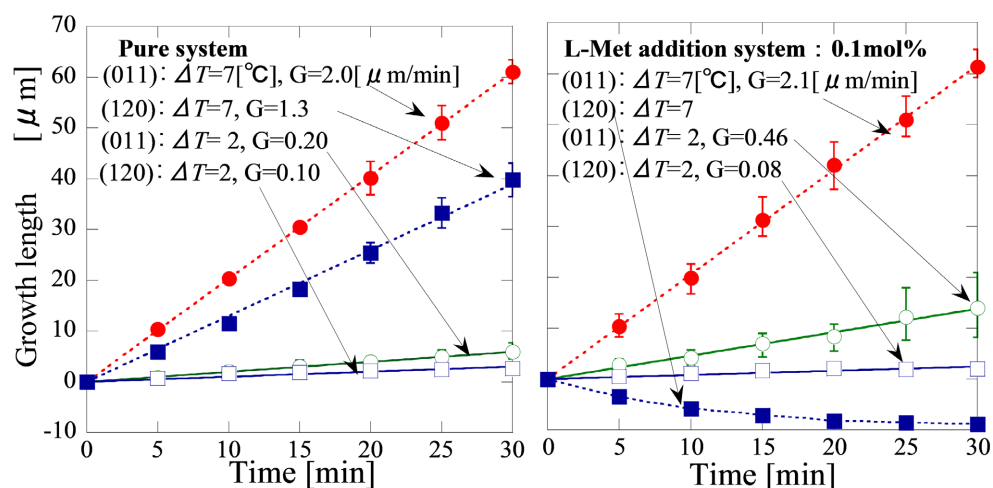 Pure system
(011): ΔT=7[℃], G=2.0[μm/min]
(120): ΔT=7, G=1.3
(011): ΔT= 2, G=0.20
(120): ΔT=2, G=0.10
70
60
50
40
30
20
10
0
-10
Growth length [μm]
0 5 10 15 20 25 30
Time [min]
L-Met addition system : 0.1mol%
(011): ΔT=7[℃], G=2.1[μm/min]
(120): ΔT=7
(011): ΔT= 2, G=0.46
(120): ΔT=2, G=0.08
0 5 10 15 20 25 30
Time [min]